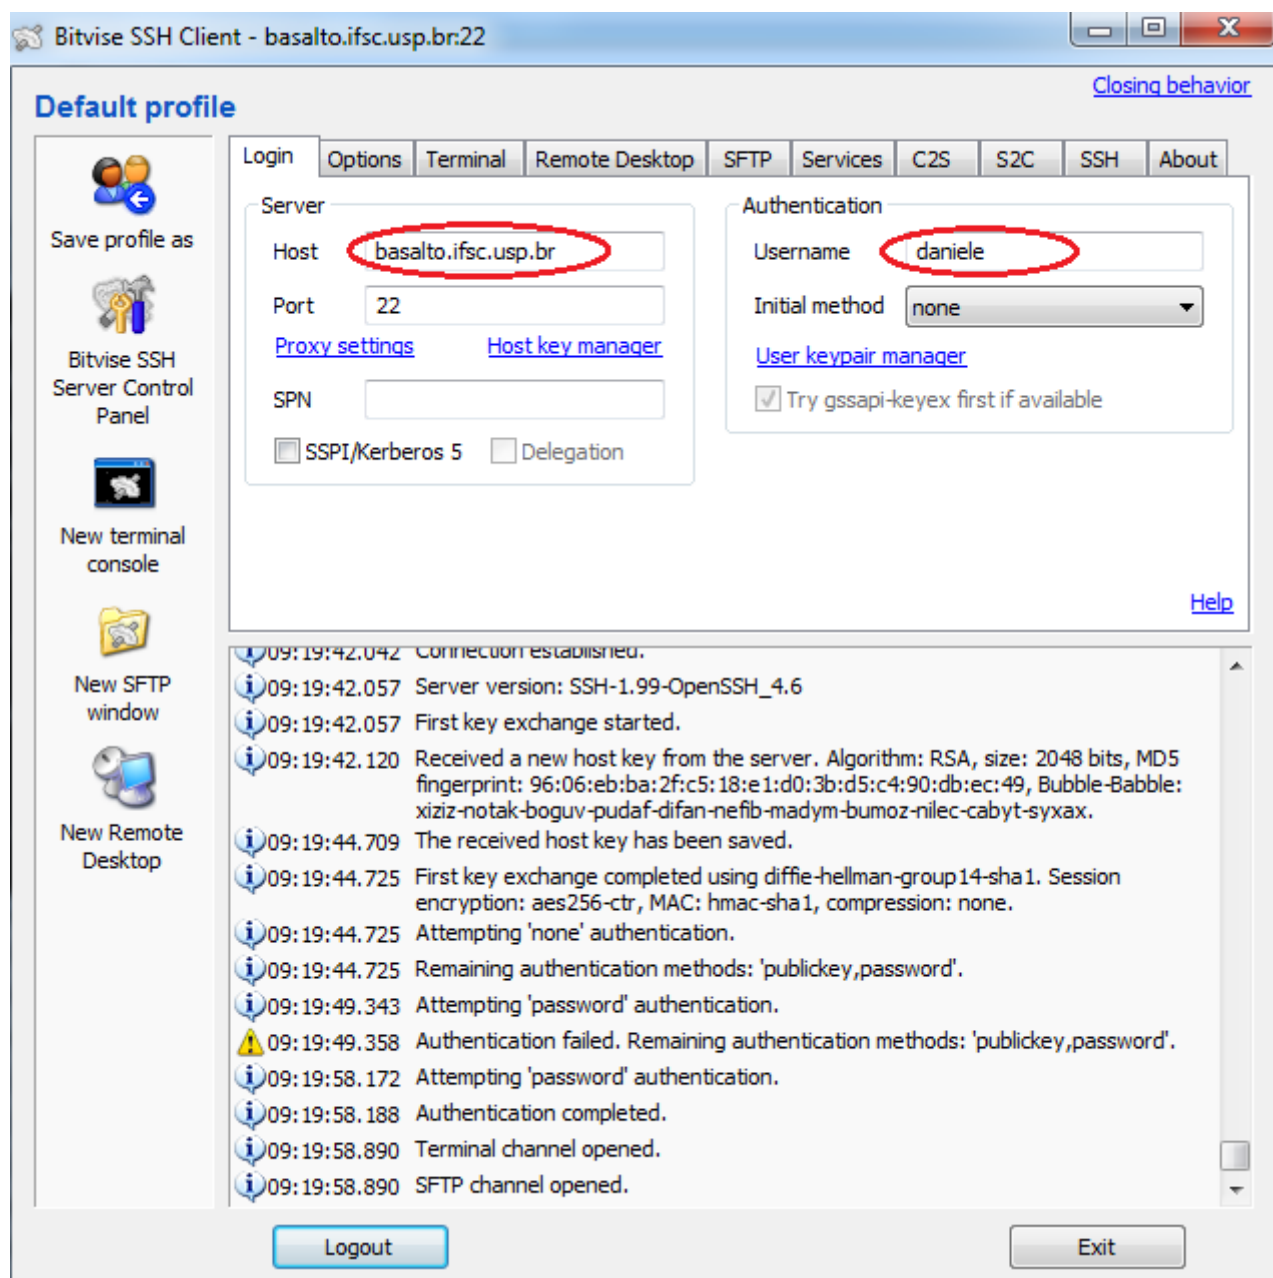 Bitvise SSH Client - basalto.ifsc.usp.br:22
Closing behavior
Default profile
Save profile as
Bitvise SSH
Server Control
Panel
New terminal
console
New SFTP
window
New Remote
Desktop
Login Options Terminal Remote Desktop SFTP Services C2S S2C SSH About
Server
Host basalto.ifsc.usp.br
Port 22
Proxy settings Host key manager
SPN
SSPI/Kerberos 5 Delegation
Authentication
Username daniele
Initial method none
User keypair manager
Try gssapi-keyex first if available
Help
09:19:42.042 Connection established.
09:19:42.057 Server version: SSH-1.99-OpenSSH_4.6
09:19:42.057 First key exchange started.
09:19:42.120 Received a new host key from the server. Algorithm: RSA, size: 2048 bits, MD5
fingerprint: 96:06:eb:ba:2f:c5:18:e1:d0:3b:d5:c4:90:db:ec:49, Bubble-Babble:
xiziz-notak-boguv-pudaf-difan-nefib-madym-bumoz-nilec-cabyt-syxax.
09:19:44.709 The received host key has been saved.
09:19:44.725 First key exchange completed using diffie-hellman-group14-sha1. Session
encryption: aes256-ctr, MAC: hmac-sha1, compression: none.
09:19:44.725 Attempting 'none' authentication.
09:19:44.725 Remaining authentication methods: 'publickey,password'.
09:19:49.343 Attempting 'password' authentication.
09:19:49.358 Authentication failed. Remaining authentication methods: 'publickey,password'.
09:19:58.172 Attempting 'password' authentication.
09:19:58.188 Authentication completed.
09:19:58.890 Terminal channel opened.
09:19:58.890 SFTP channel opened.
Logout Exit